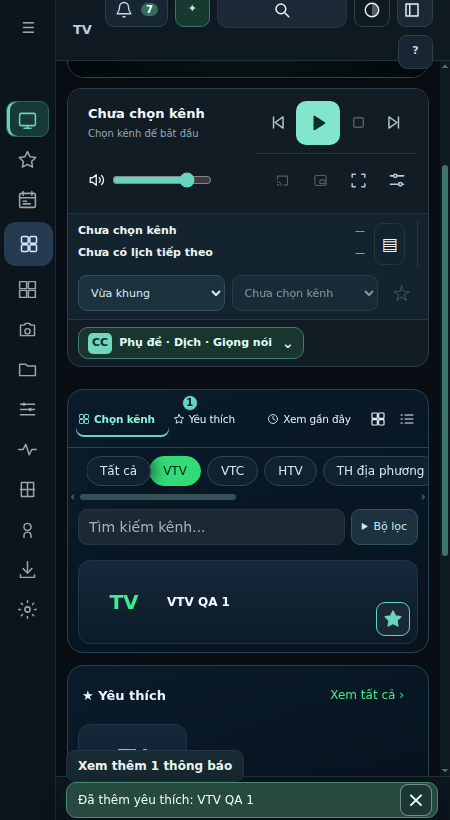 7
TV
?
Chưa chọn kênh
Chọn kênh để bắt đầu
Chưa chọn kênh —
Chưa có lịch tiếp theo —
Vừa khung
Chưa chọn kênh
CC Phụ đề · Dịch · Giọng nói
1
Chọn kênh
Yêu thích
Xem gần đây
Tất cả
VTV
VTC
HTV
TH địa phương
Tìm kiếm kênh...
Bộ lọc
TV
VTV QA 1
★ Yêu thích
Xem tất cả ›
Xem thêm 1 thông báo
Đã thêm yêu thích: VTV QA 1